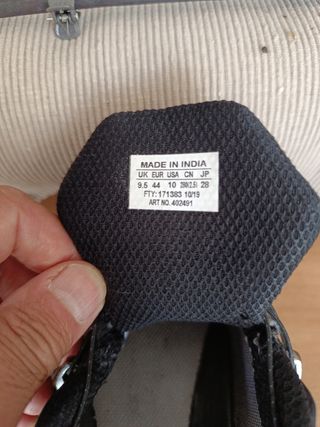 MADE IN INDIA
UK EUR USA CN JP
9.5 44 10 280(2.5) 28
FTY: 171383 10/19
ART NO. 402491